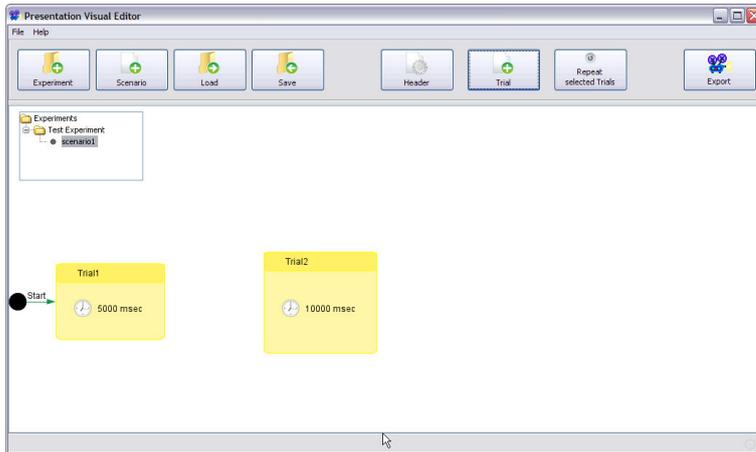 Presentation Visual Editor
File Help
Experiment
Scenario
Load
Save
Header
Trial
Repeat
selected Trials
Export
Experiments
Test Experiment
scenario1
Start
Trial1
5000 msec
Trial2
10000 msec